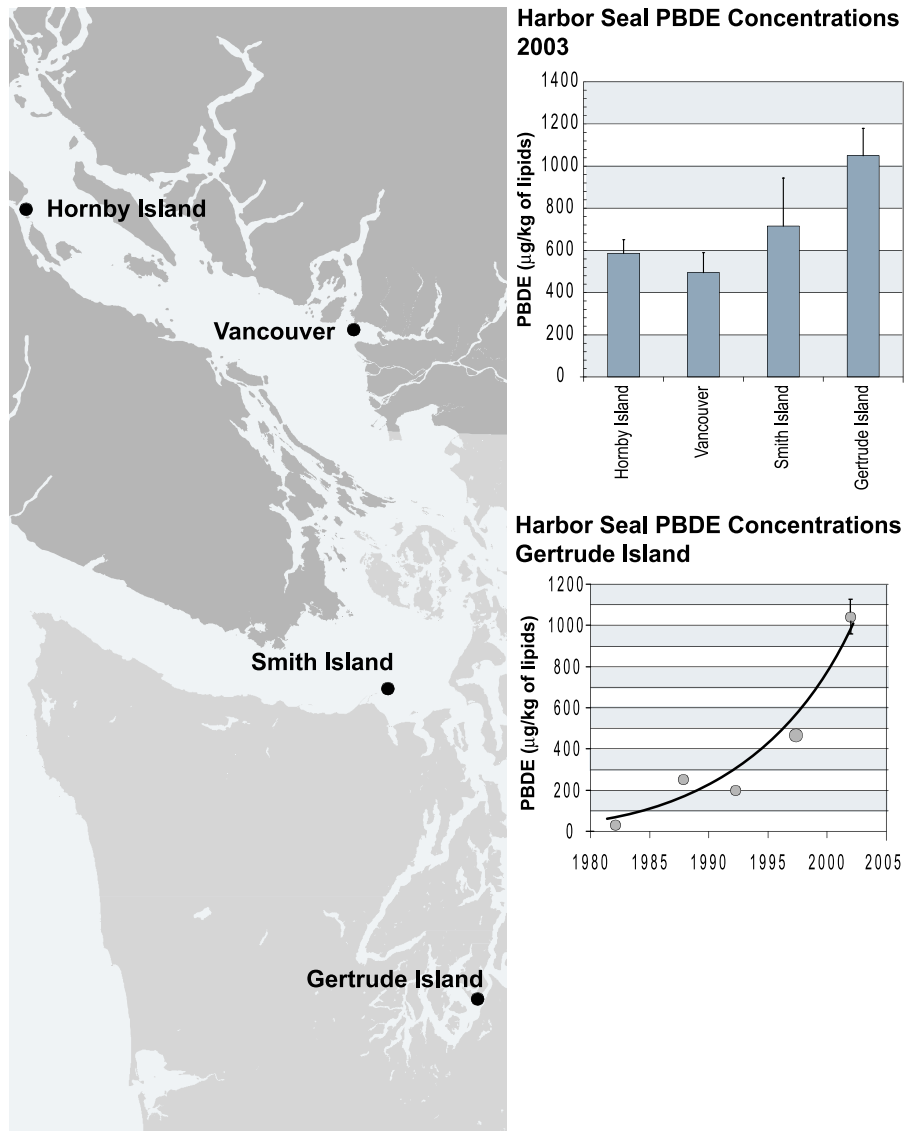 Hornby Island
Vancouver
Smith Island
Gertrude Island
Harbor Seal PBDE Concentrations
2003
PBDE (µg/kg of lipids)
1400
1200
1000
800
600
400
200
0
Hornby Island
Vancouver
Smith Island
Gertrude Island
Harbor Seal PBDE Concentrations
Gertrude Island
PBDE (µg/kg of lipids)
1200
1000
800
600
400
200
0
1980 1985 1990 1995 2000 2005